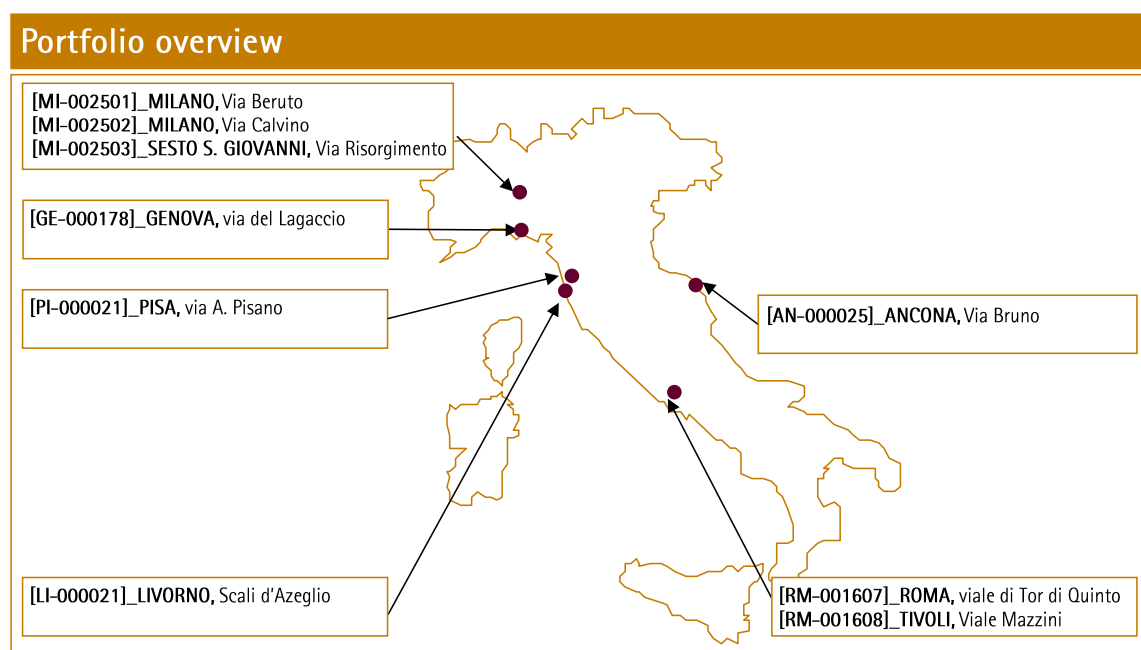 Portfolio overview
[MI-002501]_MILANO, Via Beruto
[MI-002502]_MILANO, Via Calvino
[MI-002503]_SESTO S. GIOVANNI, Via Risorgimento
[GE-000178]_GENOVA, via del Lagaccio
[PI-000021]_PISA, via A. Pisano
[AN-000025]_ANCONA, Via Bruno
[LI-000021]_LIVORNO, Scali d'Azeglio
[RM-001607]_ROMA, viale di Tor di Quinto
[RM-001608]_TIVOLI, Viale Mazzini